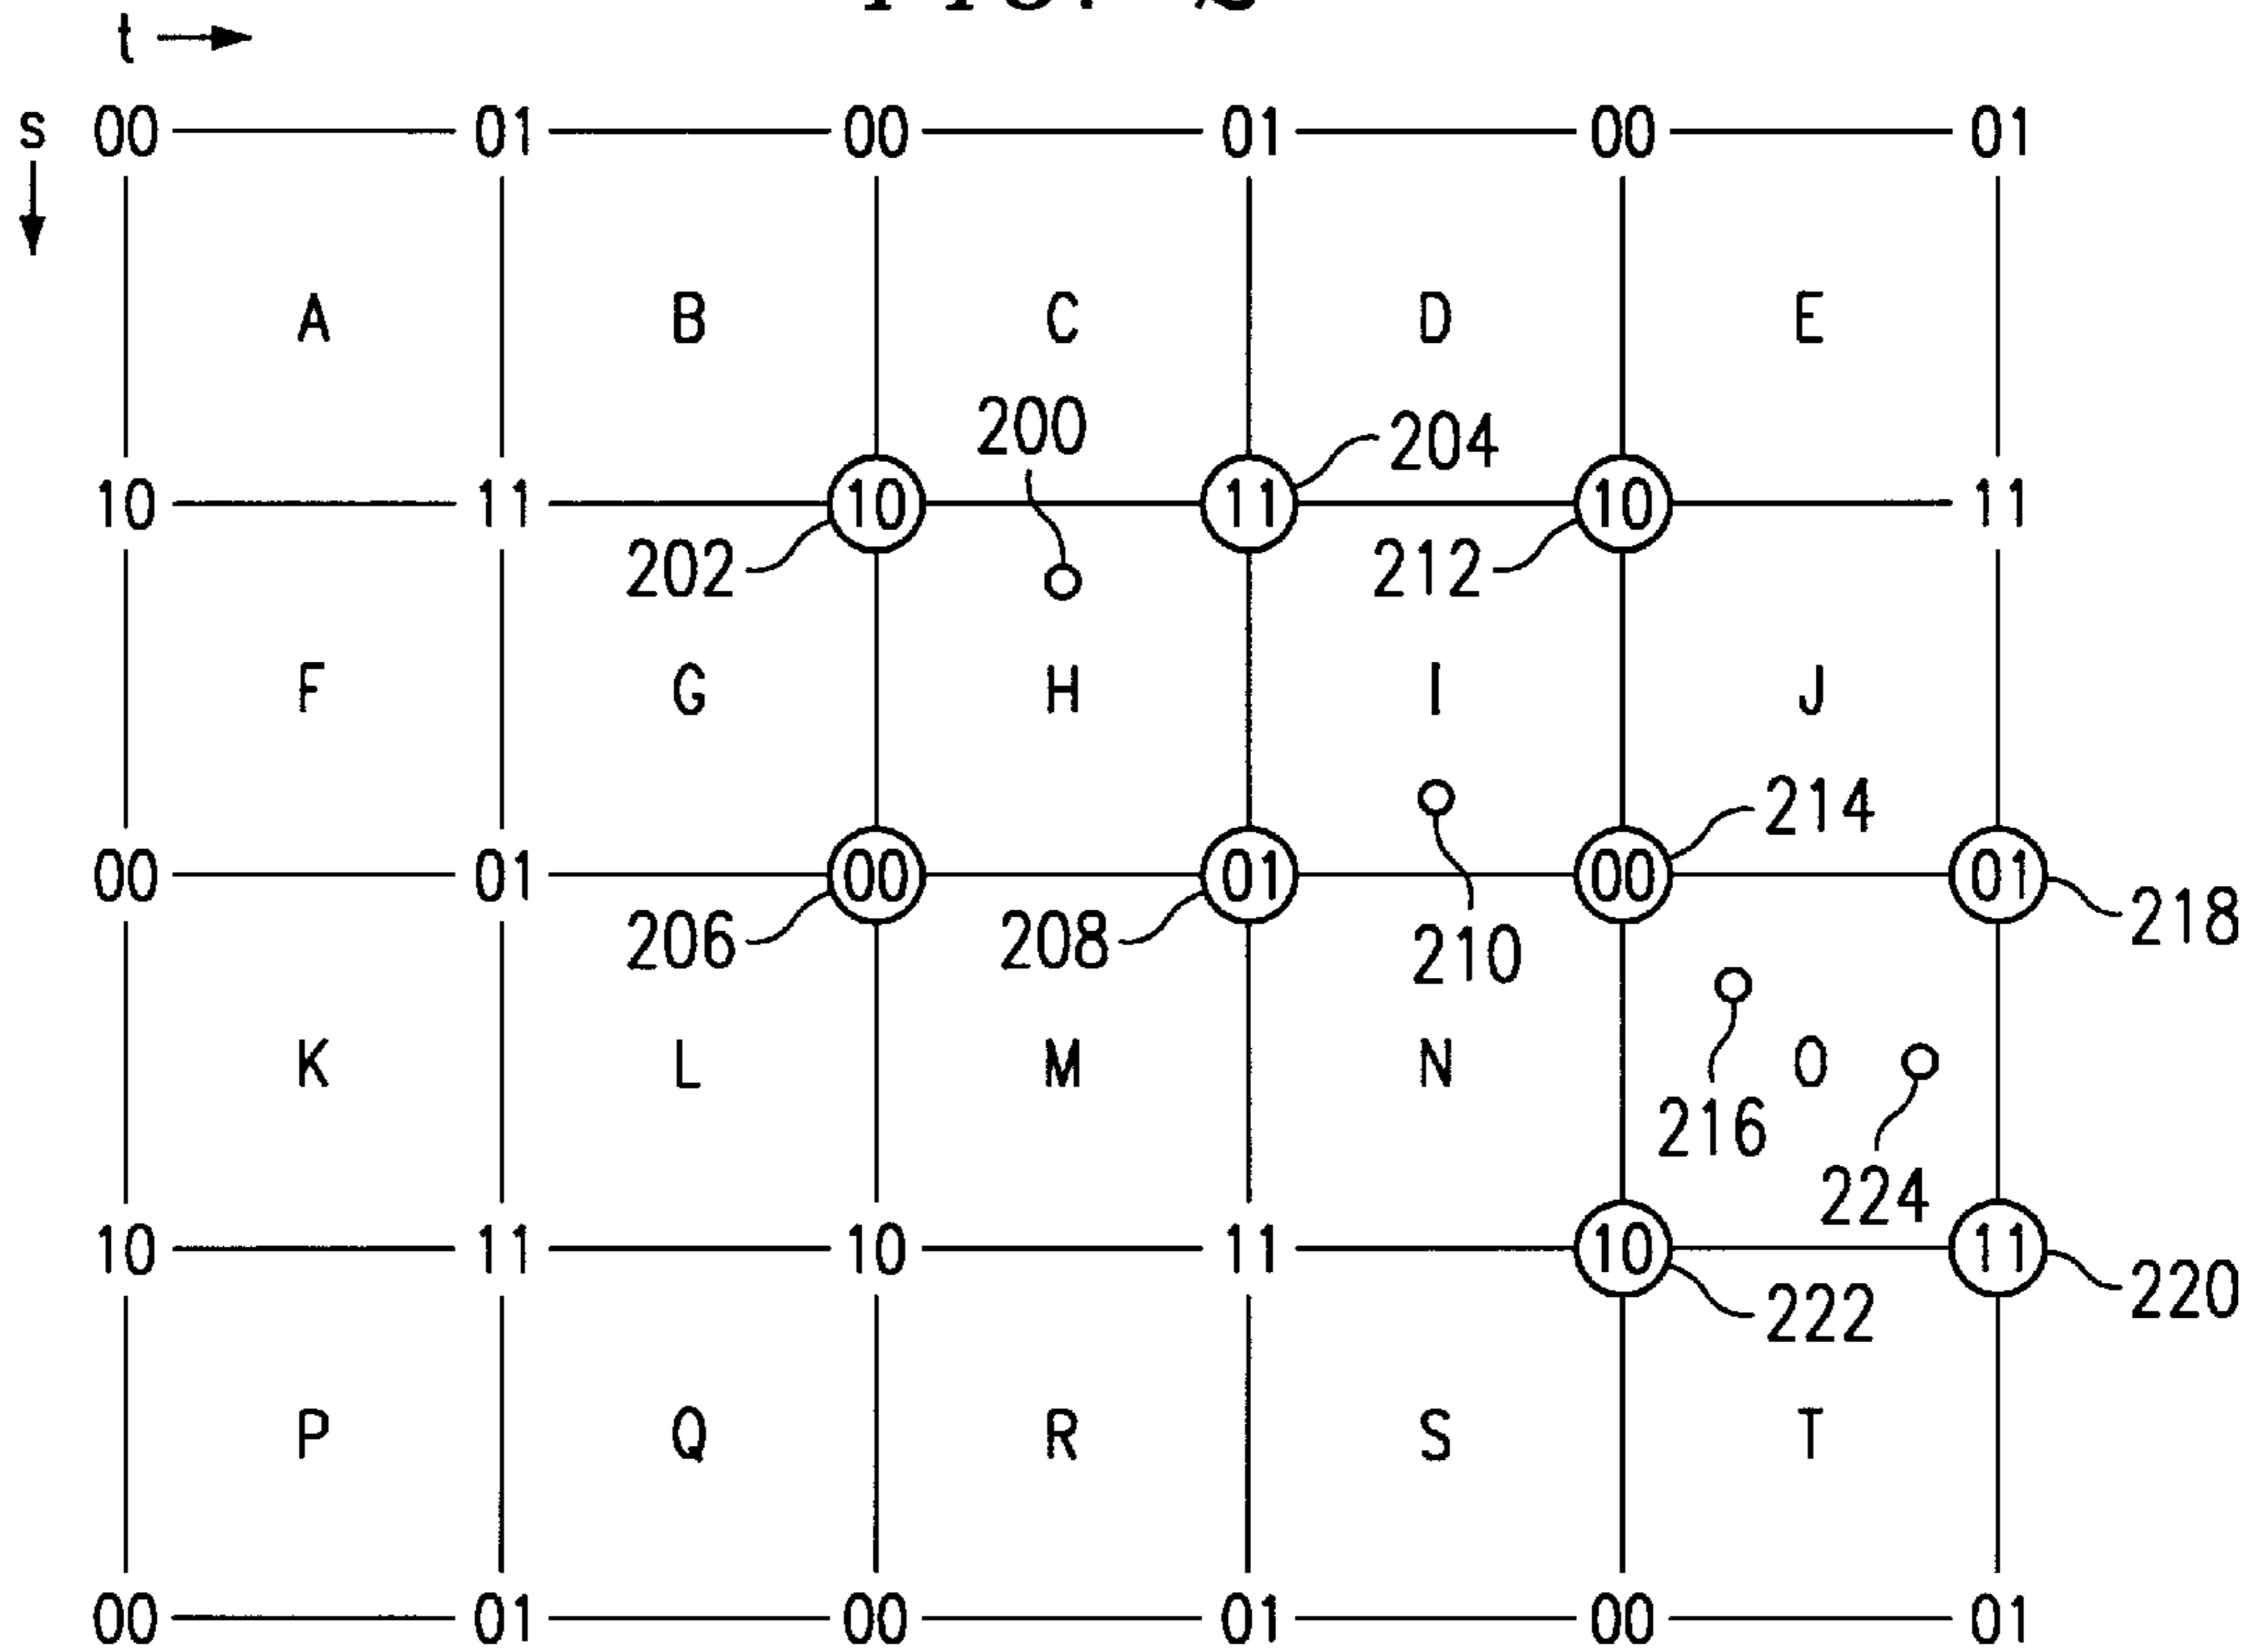 t
s 00 01 00 01 00 01
A B C D E
200 204
10 11 10 11 10 11
202 212
F G H I J
214
00 01 00 01 00 01
206 208 210 218
K L M N O
216 224
10 11 10 11 10 11
222 220
P Q R S T
00 01 00 01 00 01